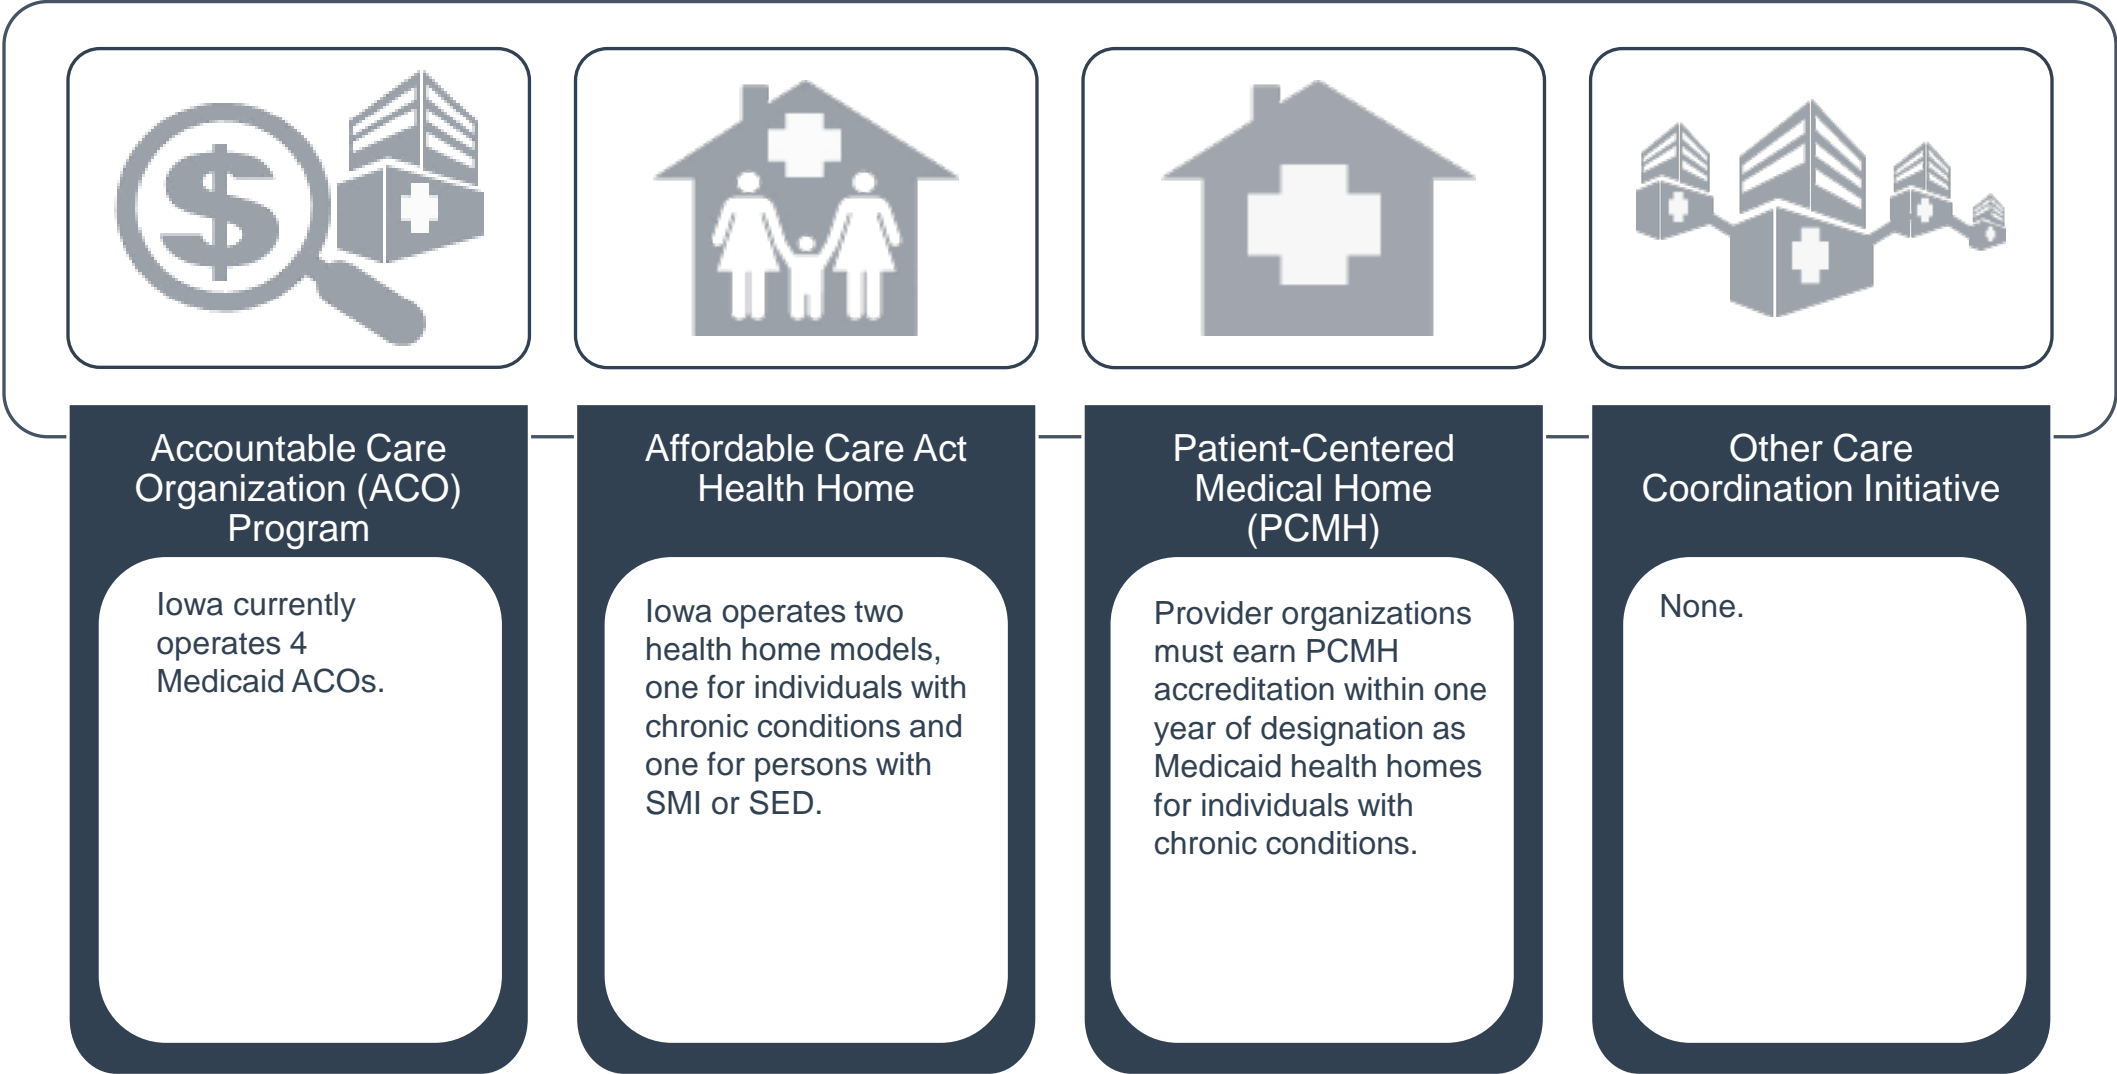 Accountable Care
Organization (ACO)
Program
Iowa currently
operates 4
Medicaid ACOs.
Affordable Care Act
Health Home
Iowa operates two
health home models,
one for individuals with
chronic conditions and
one for persons with
SMI or SED.
Patient-Centered
Medical Home
(PCMH)
Provider organizations
must earn PCMH
accreditation within one
year of designation as
Medicaid health homes
for individuals with
chronic conditions.
Other Care
Coordination Initiative
None.